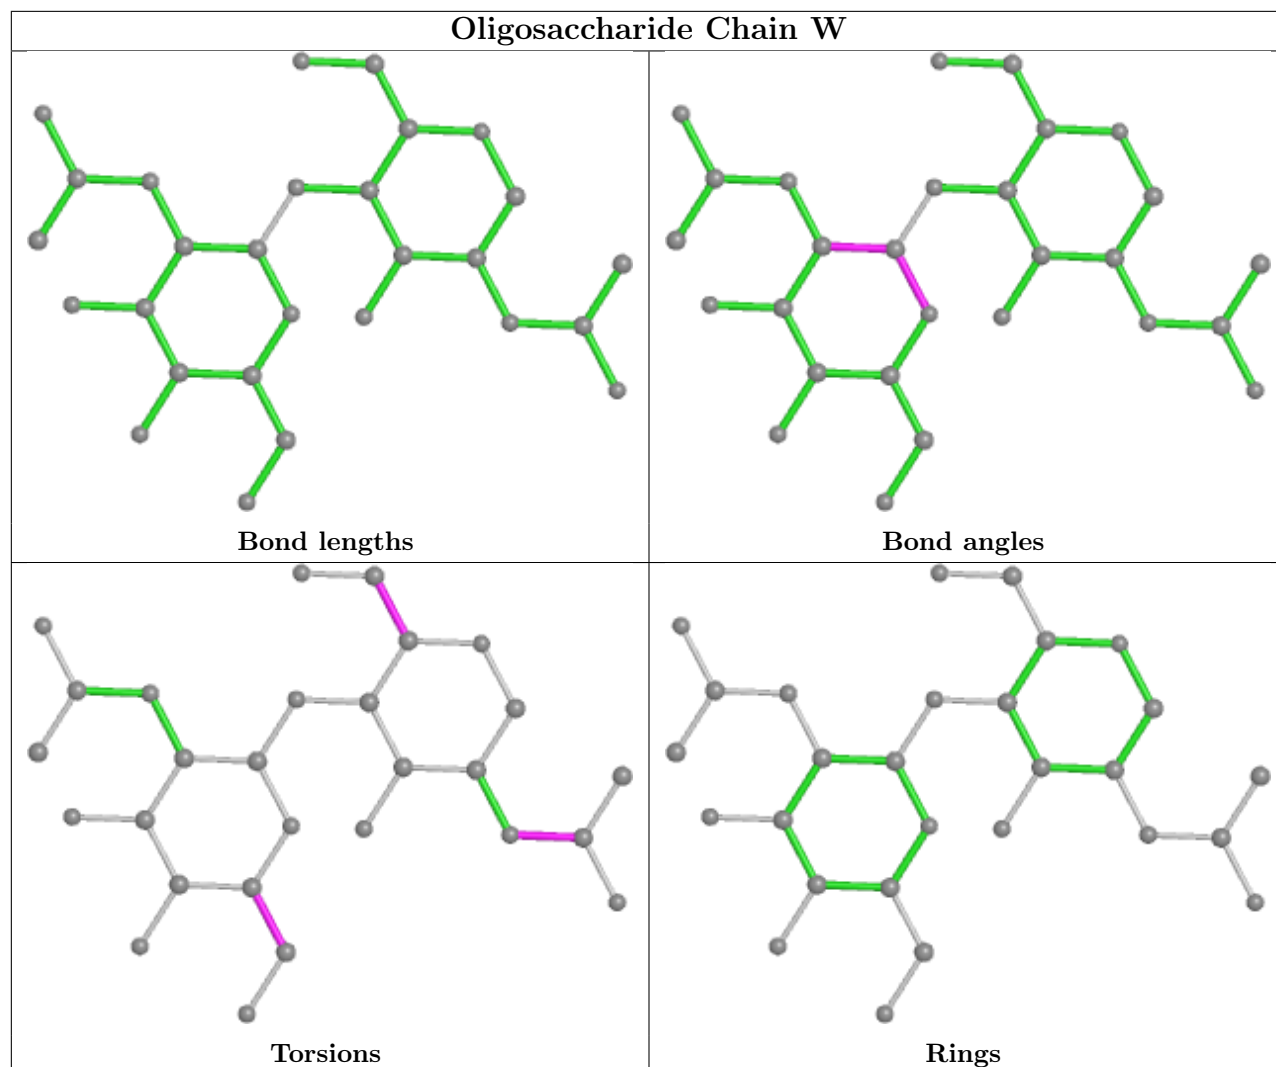 Oligosaccharide Chain W
Bond lengths
Bond angles
Torsions
Rings